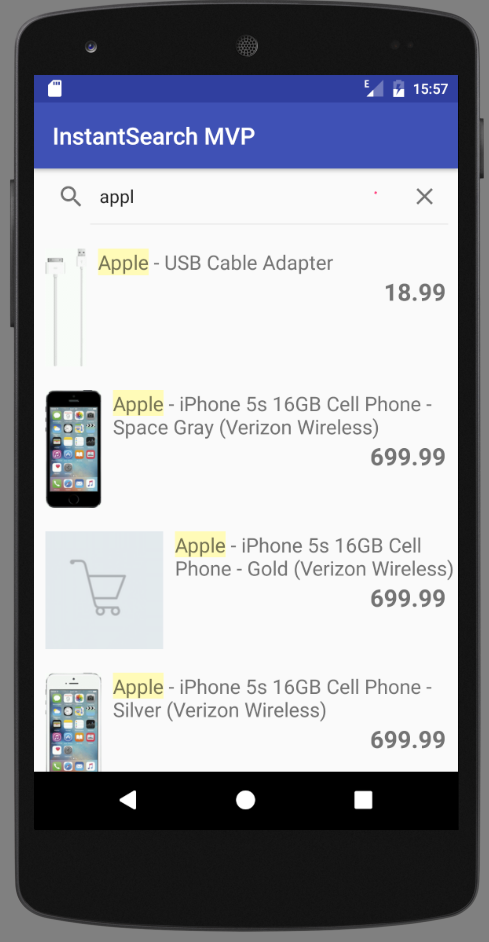 E 15:57
InstantSearch MVP
appl
Apple - USB Cable Adapter
18.99
Apple - iPhone 5s 16GB Cell Phone -
Space Gray (Verizon Wireless)
699.99
Apple - iPhone 5s 16GB Cell
Phone - Gold (Verizon Wireless)
699.99
Apple - iPhone 5s 16GB Cell Phone -
Silver (Verizon Wireless)
699.99